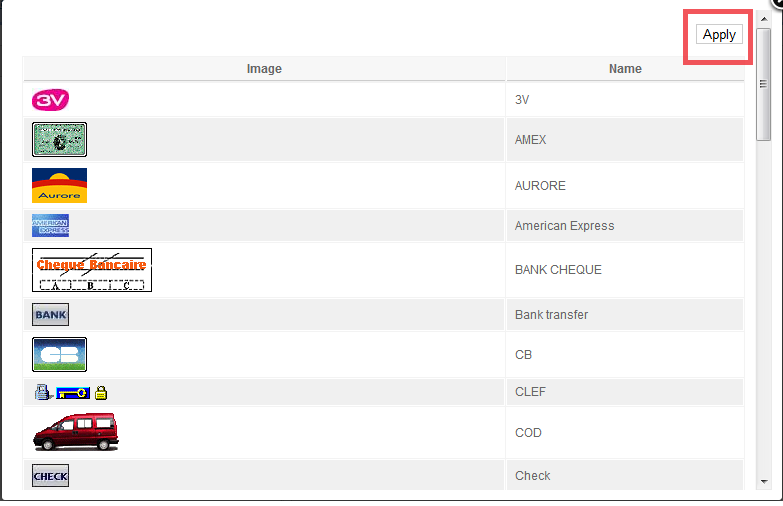 Apply
Image Name
3V 3V
AMEX
Aurore AURORE
AMERICAN
EXPRESS American Express
Cheque Bancaire
A B C BANK CHEQUE
BANK Bank transfer
CB CB
CLEF
COD
CHECK Check